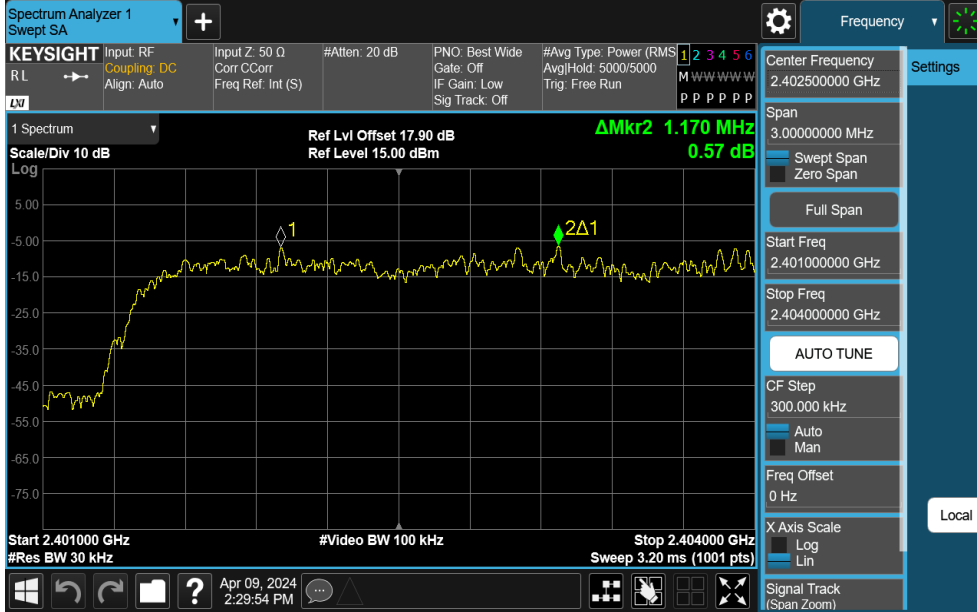 Spectrum Analyzer 1
Swept SA
+
Frequency
KEYSIGHT
R L
LXI
Input: RF
Coupling: DC
Align: Auto
Input Z: 50 Ω
Corr CCorr
Freq Ref: Int (S)
#Atten: 20 dB
PNO: Best Wide
Gate: Off
IF Gain: Low
Sig Track: Off
#Avg Type: Power (RMS
Avg|Hold: 5000/5000
Trig: Free Run
1 2 3 4 5 6
M W W W W W
P P P P P P
1 Spectrum
Scale/Div 10 dB
Log
Ref Lvl Offset 17.90 dB
Ref Level 15.00 dBm
ΔMkr2 1.170 MHz
0.57 dB
5.00
-5.00
-15.0
-25.0
-35.0
-45.0
-55.0
-65.0
-75.0
1
2Δ1
Start 2.401000 GHz
#Res BW 30 kHz
#Video BW 100 kHz
Stop 2.404000 GHz
Sweep 3.20 ms (1001 pts)
Center Frequency
2.402500000 GHz
Span
3.00000000 MHz
Swept Span
Zero Span
Full Span
Start Freq
2.401000000 GHz
Stop Freq
2.404000000 GHz
AUTO TUNE
CF Step
300.000 kHz
Auto
Man
Freq Offset
0 Hz
X Axis Scale
Log
Lin
Signal Track
(Span Zoom)
Settings
Local
?
Apr 09, 2024
2:29:54 PM